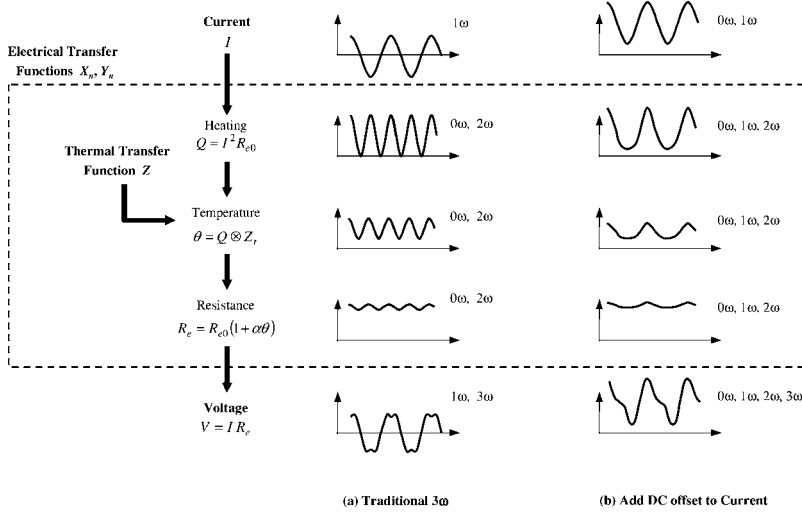 Current
I
1ω
0ω, 1ω
Electrical Transfer
Functions Xₙ, Yₙ
Heating
Q = I² Rₑ₀
0ω, 2ω
0ω, 1ω, 2ω
Thermal Transfer
Function Z
Temperature
θ = Q ⊗ Zₜ
0ω, 2ω
0ω, 1ω, 2ω
Resistance
Rₑ = Rₑ₀(1 + αθ)
0ω, 2ω
0ω, 1ω, 2ω
Voltage
V = I Rₑ
1ω, 3ω
0ω, 1ω, 2ω, 3ω
(a) Traditional 3ω
(b) Add DC offset to Current